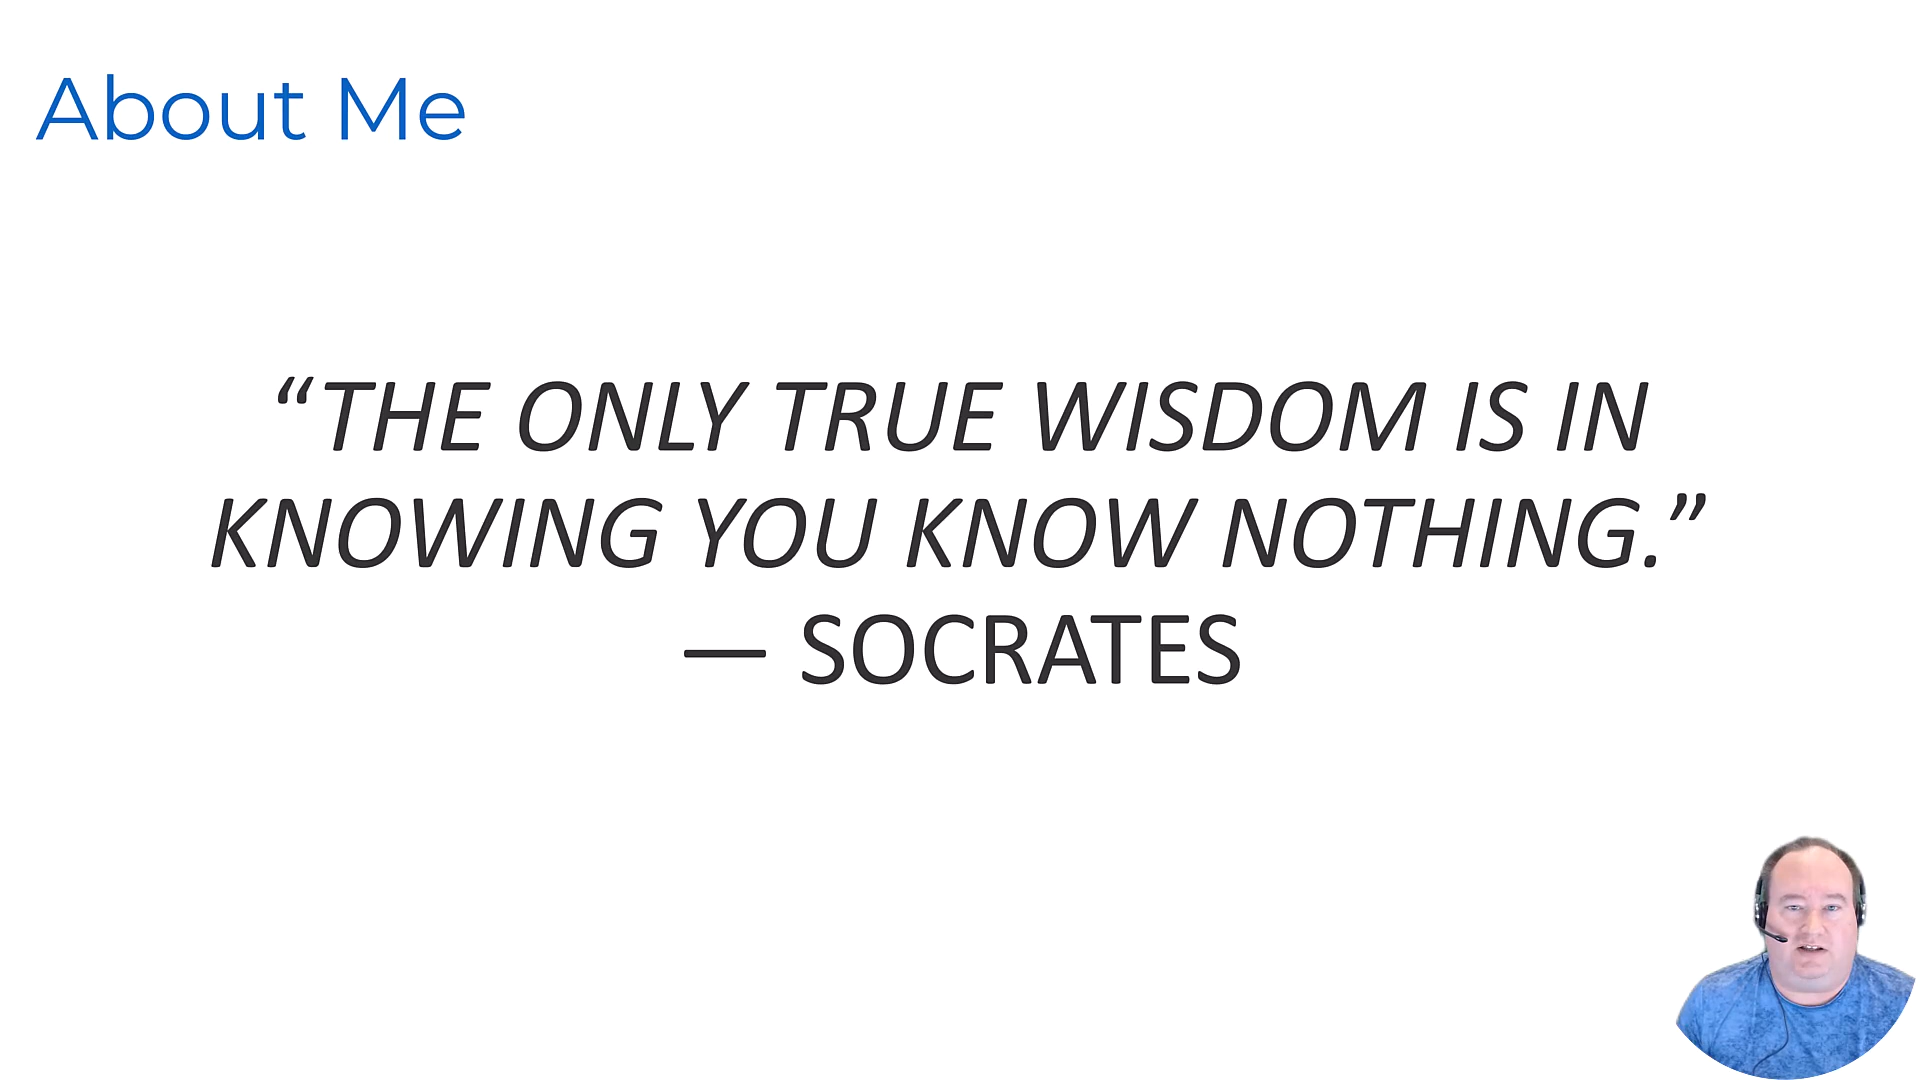 About Me
“THE ONLY TRUE WISDOM IS IN
KNOWING YOU KNOW NOTHING.”
— SOCRATES